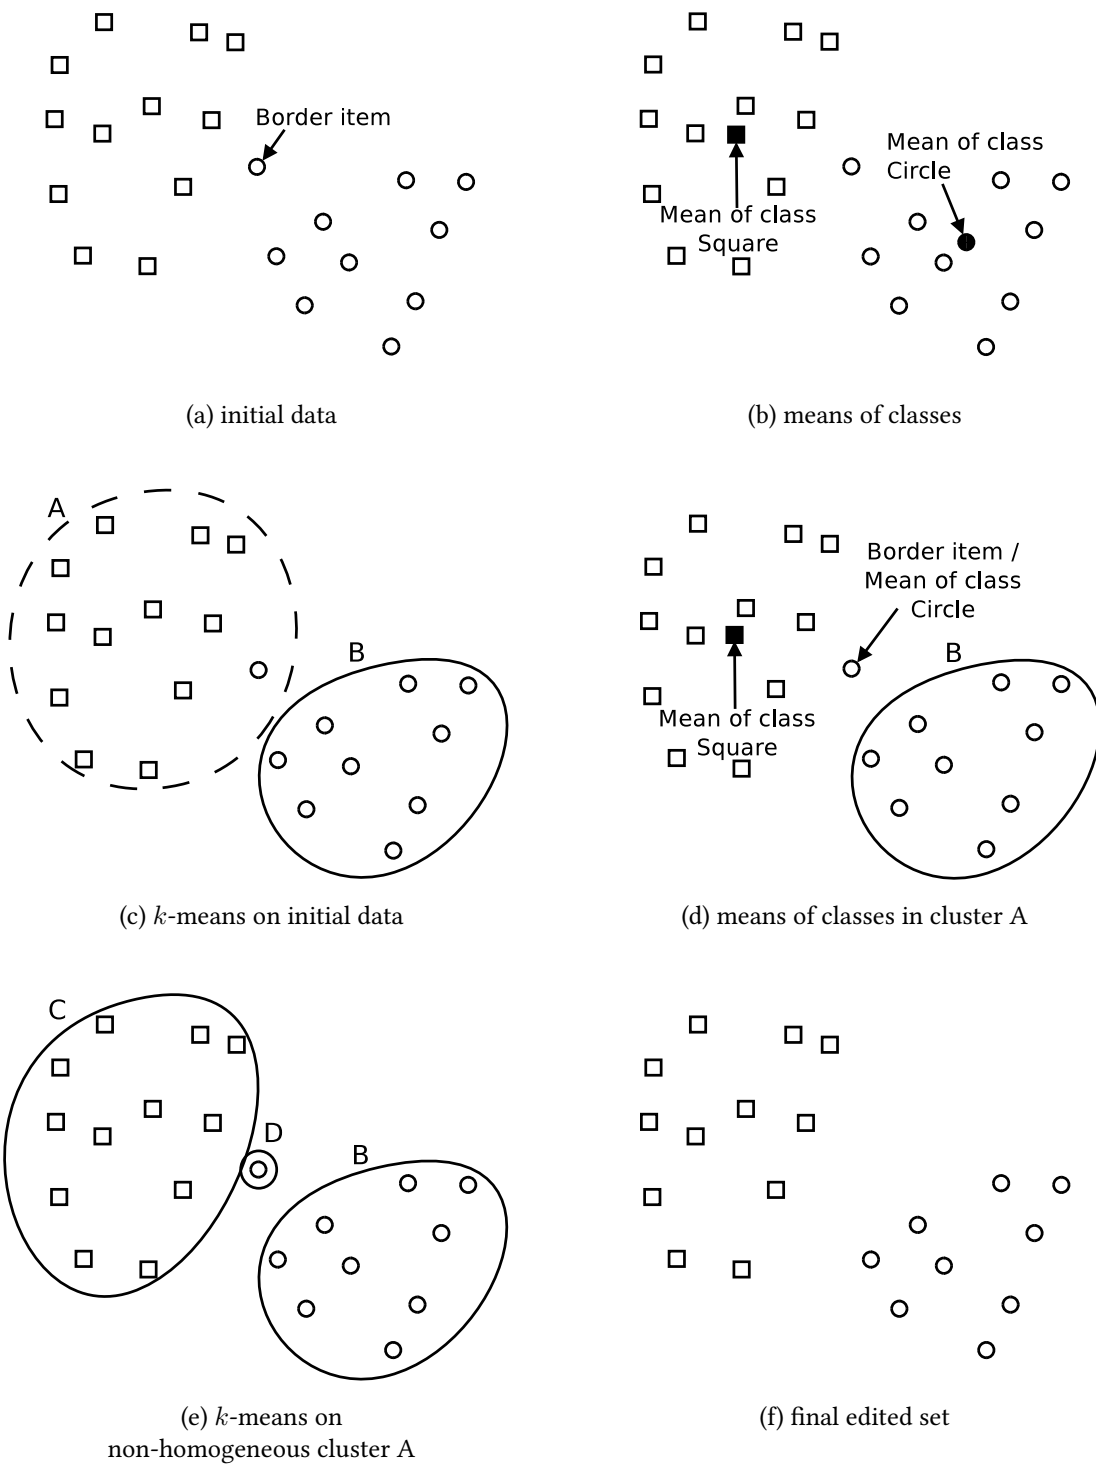 Border item
Mean of class
Circle
Mean of class
Square
(a) initial data
(b) means of classes
A
B
Border item /
Mean of class
Circle
B
Mean of class
Square
(c) k-means on initial data
(d) means of classes in cluster A
C
D
B
(e) k-means on
non-homogeneous cluster A
(f) final edited set